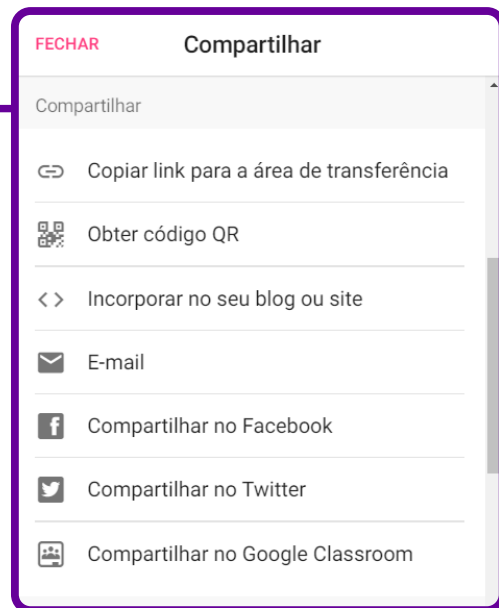 FECHAR Compartilhar
Compartilhar
Copiar link para a área de transferência
Obter código QR
Incorporar no seu blog ou site
E-mail
Compartilhar no Facebook
Compartilhar no Twitter
Compartilhar no Google Classroom